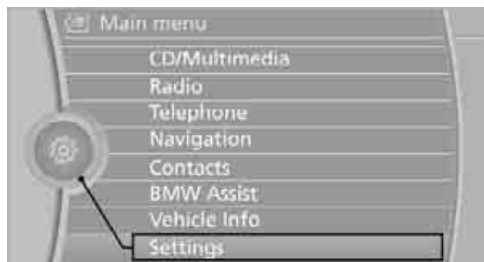 Main menu
CD/Multimedia
Radio
Telephone
Navigation
Contacts
BMW Assist
Vehicle Info
Settings